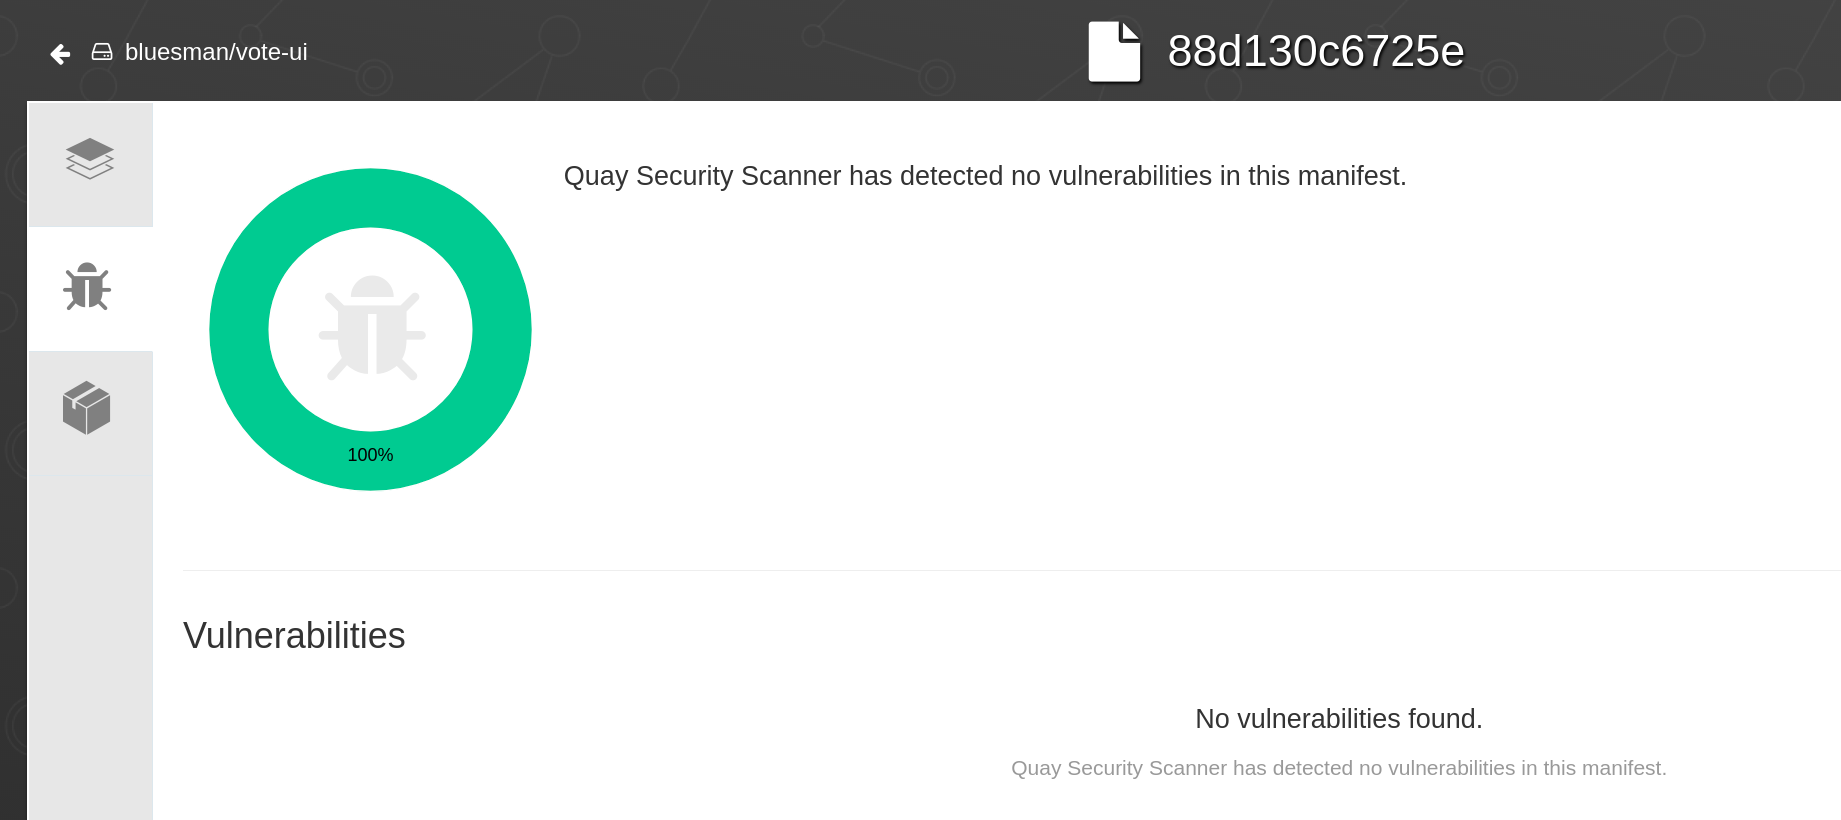 bluesman/vote-ui
88d130c6725e
Quay Security Scanner has detected no vulnerabilities in this manifest.
100%
Vulnerabilities
No vulnerabilities found.
Quay Security Scanner has detected no vulnerabilities in this manifest.